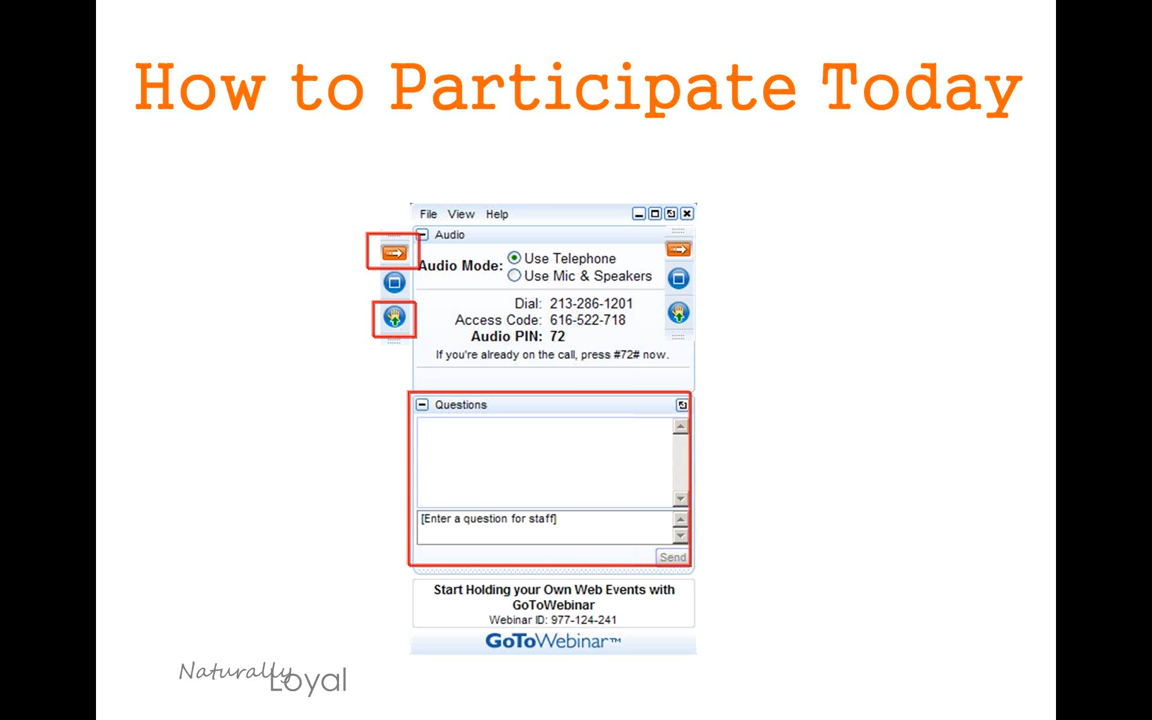 How to Participate Today
File View Help
Audio
Audio Mode: Use Telephone
Use Mic & Speakers
Dial: 213-286-1201
Access Code: 616-522-718
Audio PIN: 72
If you're already on the call, press #72# now.
Questions
[Enter a question for staff]
Send
Start Holding your Own Web Events with
GoToWebinar
Webinar ID: 977-124-241
GoToWebinar™
Naturally
Loyal